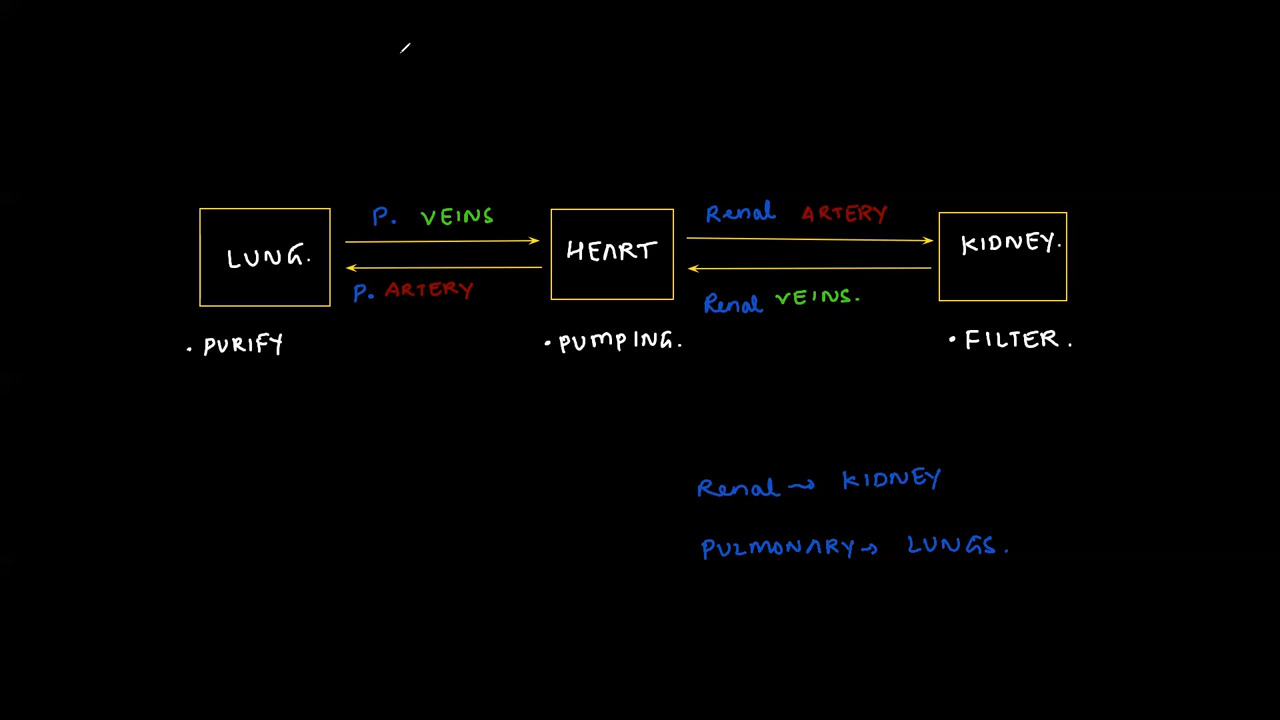 P. VEINS
Renal ARTERY
LUNG.
HEART
KIDNEY.
P. ARTERY
Renal VEINS.
. PURIFY
. PUMPING.
. FILTER.
Renal → KIDNEY
PULMONARY → LUNGS.